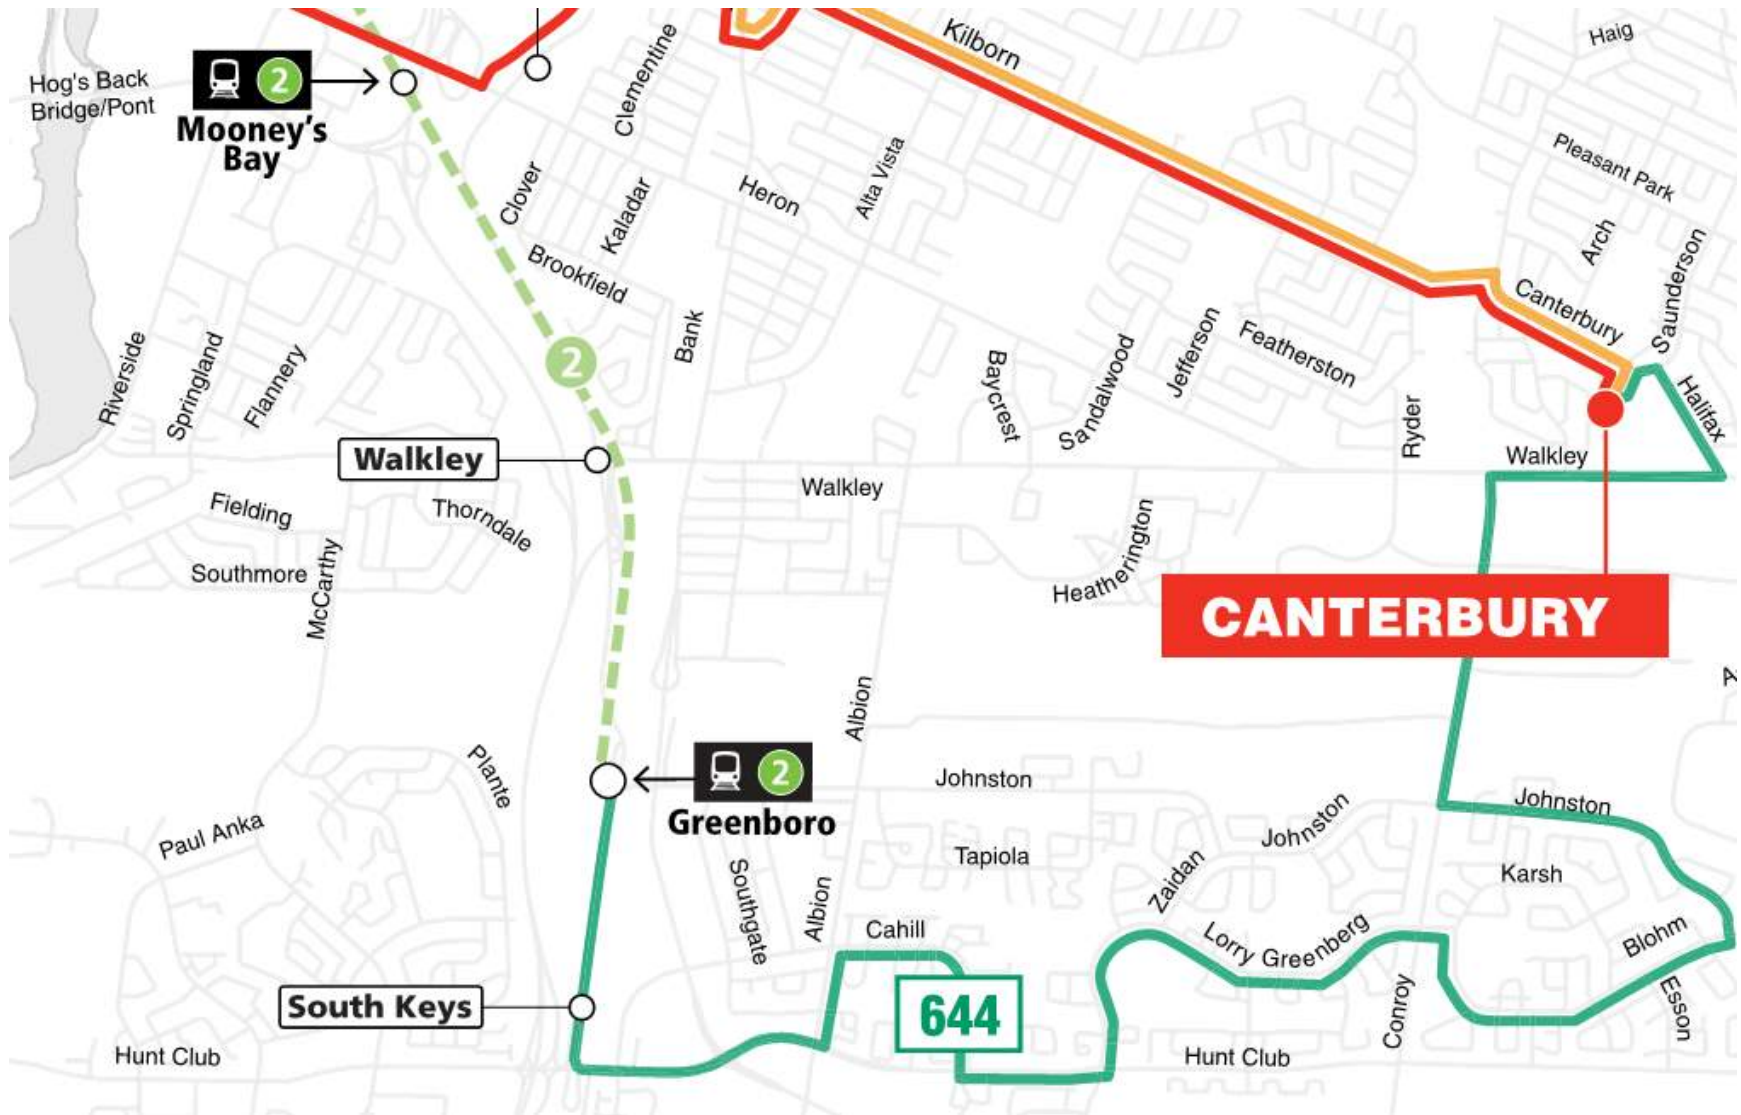 Kilborn
Haig
Hog's Back
Bridge/Pont
2
Mooney's
Bay
Clementine
Clover
Kaladar
Heron
Alta Vista
Pleasant Park
Arch
Saunderson
Brookfield
Canterbury
Bank
2
Riverside
Springland
Flannery
Baycrest
Sandalwood
Jefferson
Featherston
Ryder
Halifax
Walkley
Walkley
Walkley
Fielding
Thorndale
Southmore
McCarthy
Heatherington
CANTERBURY
Albion
Plante
2
Greenboro
Johnston
Johnston
Johnston
Paul Anka
Tapiola
Zaidan
Karsh
Southgate
Albion
Cahill
Lorry Greenberg
Blohm
Esson
Conroy
South Keys
644
Hunt Club
Hunt Club